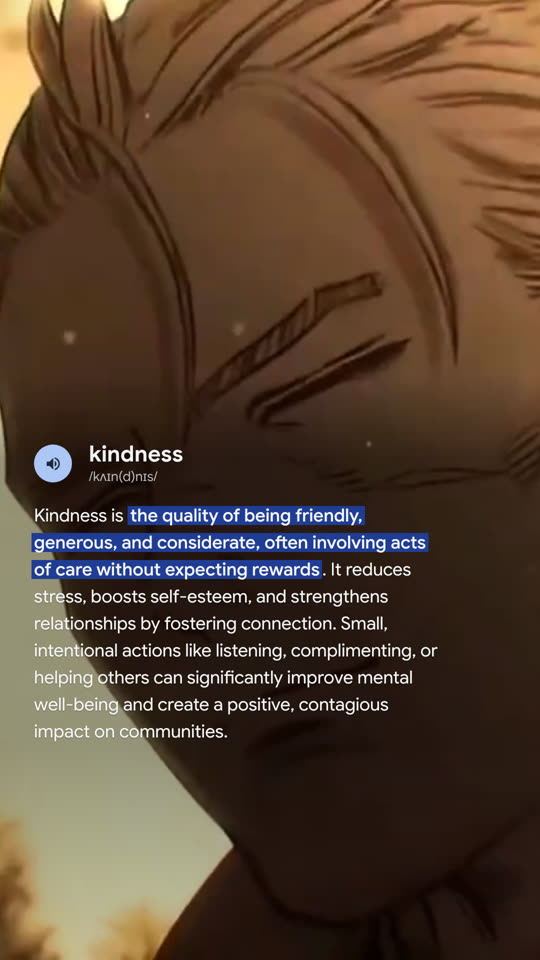 kindness
/kʌɪn(d)nɪs/
Kindness is the quality of being friendly,
generous, and considerate, often involving acts
of care without expecting rewards. It reduces
stress, boosts self-esteem, and strengthens
relationships by fostering connection. Small,
intentional actions like listening, complimenting, or
helping others can significantly improve mental
well-being and create a positive, contagious
impact on communities.